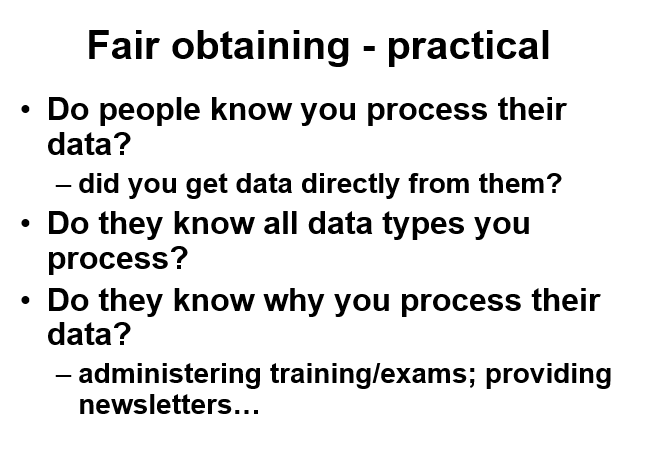 Fair obtaining - practical
• Do people know you process their
data?
– did you get data directly from them?
• Do they know all data types you
process?
• Do they know why you process their
data?
– administering training/exams; providing
newsletters…